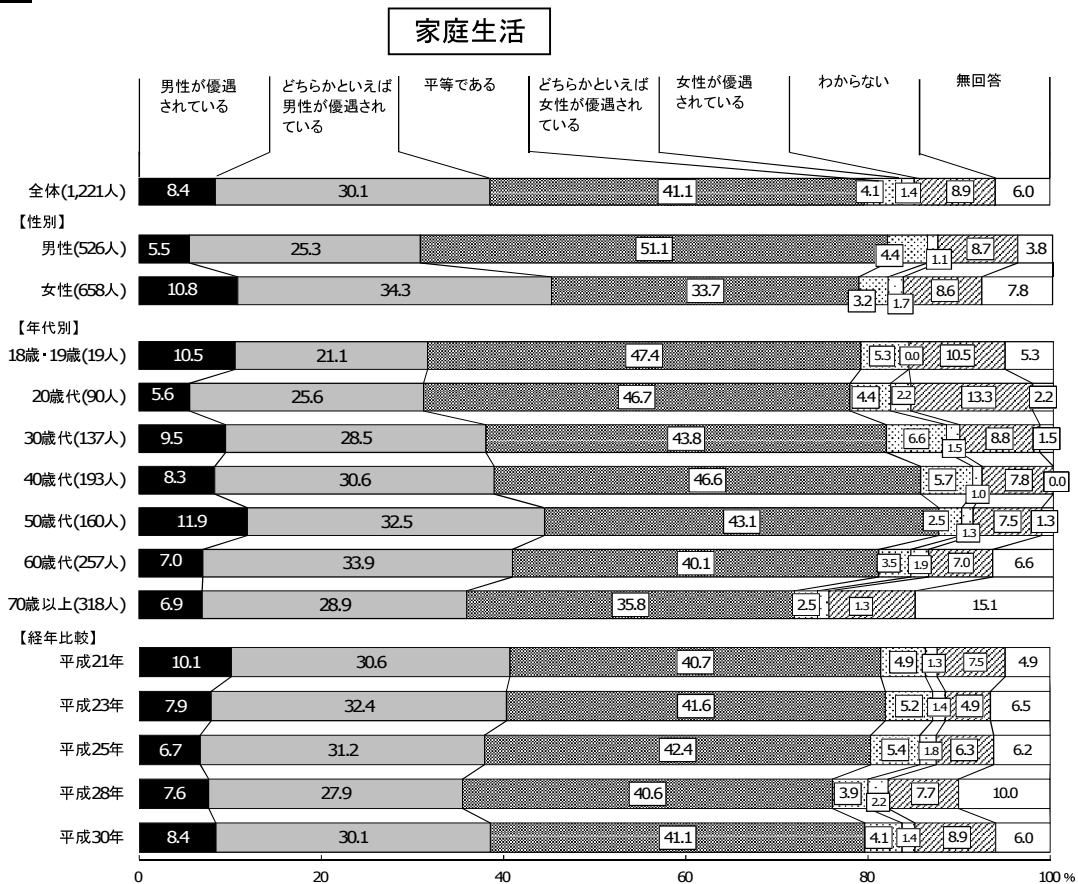 家庭生活
男性が優遇
されている
どちらかといえば
男性が優遇され
ている
平等である
どちらかといえば
女性が優遇され
ている
女性が優遇
されている
わからない
無回答
全体(1,221人) 8.4 30.1 41.1 4.1 1.4 8.9 6.0
【性別】
男性(526人) 5.5 25.3 51.1 4.4 1.1 8.7 3.8
女性(658人) 10.8 34.3 33.7 3.2 1.7 8.6 7.8
【年代別】
18歳・19歳(19人) 10.5 21.1 47.4 5.3 0.0 10.5 5.3
20歳代(90人) 5.6 25.6 46.7 4.4 2.2 13.3 2.2
30歳代(137人) 9.5 28.5 43.8 6.6 1.5 8.8 1.5
40歳代(193人) 8.3 30.6 46.6 5.7 1.0 7.8 0.0
50歳代(160人) 11.9 32.5 43.1 2.5 1.3 7.5 1.3
60歳代(257人) 7.0 33.9 40.1 3.5 1.9 7.0 6.6
70歳以上(318人) 6.9 28.9 35.8 2.5 1.3 15.1
【経年比較】
平成21年 10.1 30.6 40.7 4.9 1.3 7.5 4.9
平成23年 7.9 32.4 41.6 5.2 1.4 4.9 6.5
平成25年 6.7 31.2 42.4 5.4 1.8 6.3 6.2
平成28年 7.6 27.9 40.6 3.9 2.2 7.7 10.0
平成30年 8.4 30.1 41.1 4.1 1.4 8.9 6.0
0 20 40 60 80 100 %